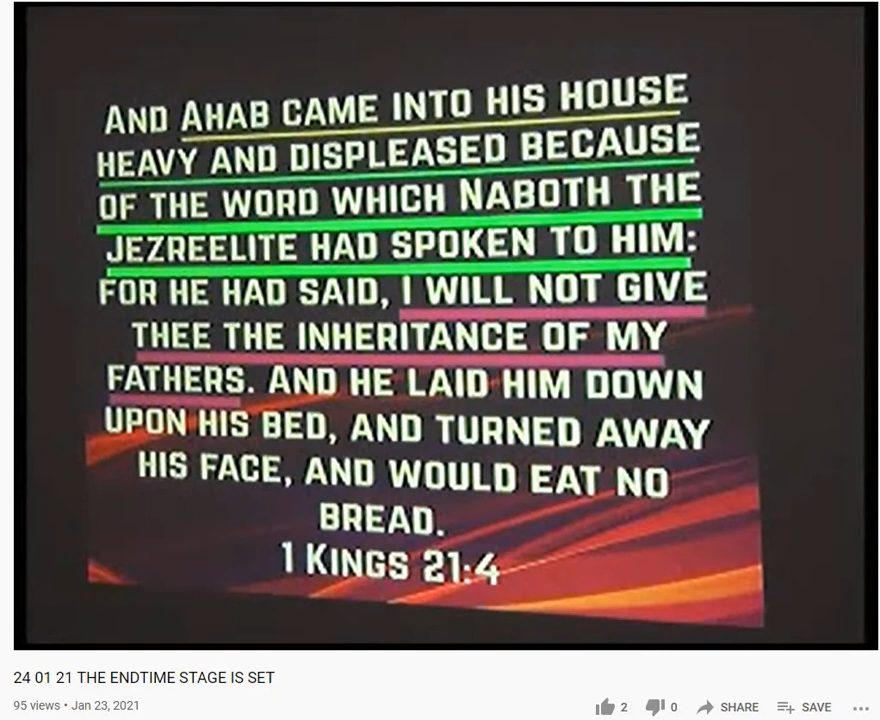 And Ahab came into his house
heavy and displeased because
of the word which Naboth the
Jezreelite had spoken to him:
for he had said, I will not give
thee the inheritance of my
fathers. And he laid him down
upon his bed, and turned away
his face, and would eat no
bread.
1 Kings 21:4
24 01 21 THE ENDTIME STAGE IS SET
95 views • Jan 23, 2021
2 0 SHARE SAVE ...